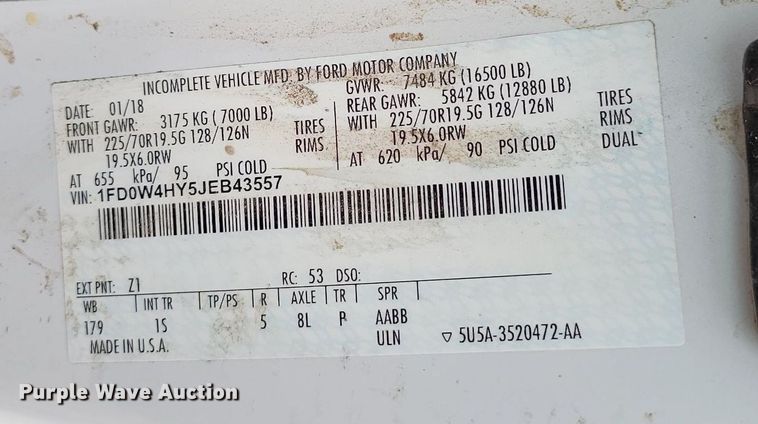 INCOMPLETE VEHICLE MFD. BY FORD MOTOR COMPANY
DATE: 01/18
GVWR: 7484 KG (16500 LB)
FRONT GAWR: 3175 KG (7000 LB)
WITH 225/70R19.5G 128/126N TIRES
19.5X6.0RW RIMS
AT 655 kPa/ 95 PSI COLD
REAR GAWR: 5842 KG (12880 LB)
WITH 225/70R19.5G 128/126N TIRES
19.5X6.0RW RIMS
AT 620 kPa/ 90 PSI COLD DUAL
VIN: 1FD0W4HY5JEB43557
EXT PNT: Z1 RC: 53 DSO:
WB INT TR TP/PS R AXLE TR SPR
179 1S 5 8L P AABB
ULN
MADE IN U.S.A. ▽ 5U5A-3520472-AA
Purple Wave Auction